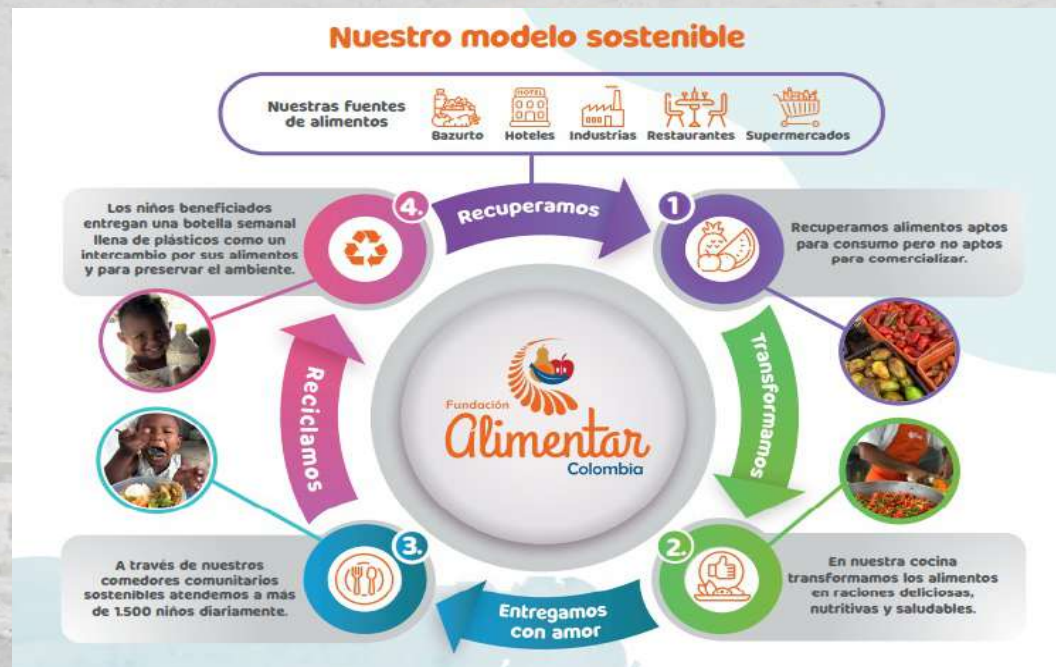 Nuestro modelo sostenible
Nuestras fuentes
de alimentos
Bazurto
HOTEL
Hoteles
Industrias
Restaurantes
Supermercados
Recuperamos
1
Recuperamos alimentos aptos
para consumo pero no aptos
para comercializar.
Transformamos
2.
En nuestra cocina
transformamos los alimentos
en raciones deliciosas,
nutritivas y saludables.
Entregamos
con amor
3.
A través de nuestros
comedores comunitarios
sostenibles atendemos a más
de 1.500 niños diariamente.
Reciclamos
4.
Los niños beneficiados
entregan una botella semanal
llena de plásticos como un
intercambio por sus alimentos
y para preservar el ambiente.
Fundación
Alimentar
Colombia